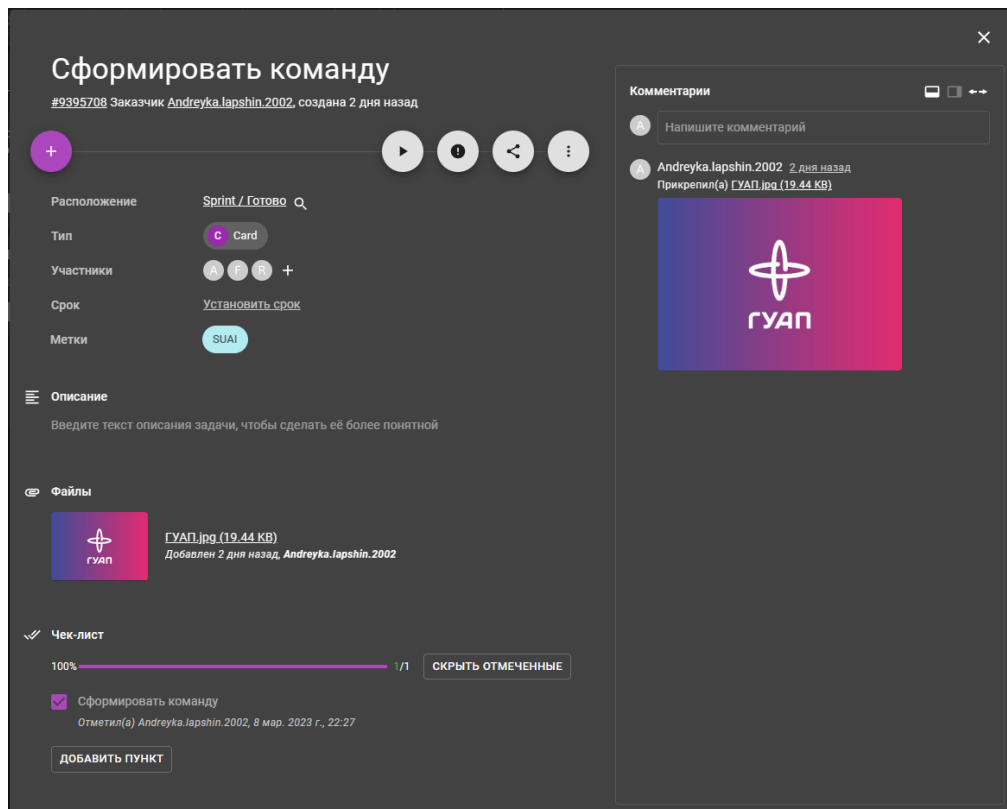 Сформировать команду
#9395708 Заказчик Andreyka.lapshin.2002, создана 2 дня назад
Расположение Sprint / Готово
Тип C Card
Участники A F R +
Срок Установить срок
Метки SUAI
Описание
Введите текст описания задачи, чтобы сделать её более понятной
Файлы
ГУАП
ГУАП.jpg (19.44 KB)
Добавлен 2 дня назад, Andreyka.lapshin.2002
Чек-лист
100% 1/1 СКРЫТЬ ОТМЕЧЕННЫЕ
Сформировать команду
Отметил(а) Andreyka.lapshin.2002, 8 мар. 2023 г., 22:27
ДОБАВИТЬ ПУНКТ
Комментарии
A Напишите комментарий
A Andreyka.lapshin.2002 2 дня назад
Прикрепил(а) ГУАП.jpg (19.44 KB)
ГУАП